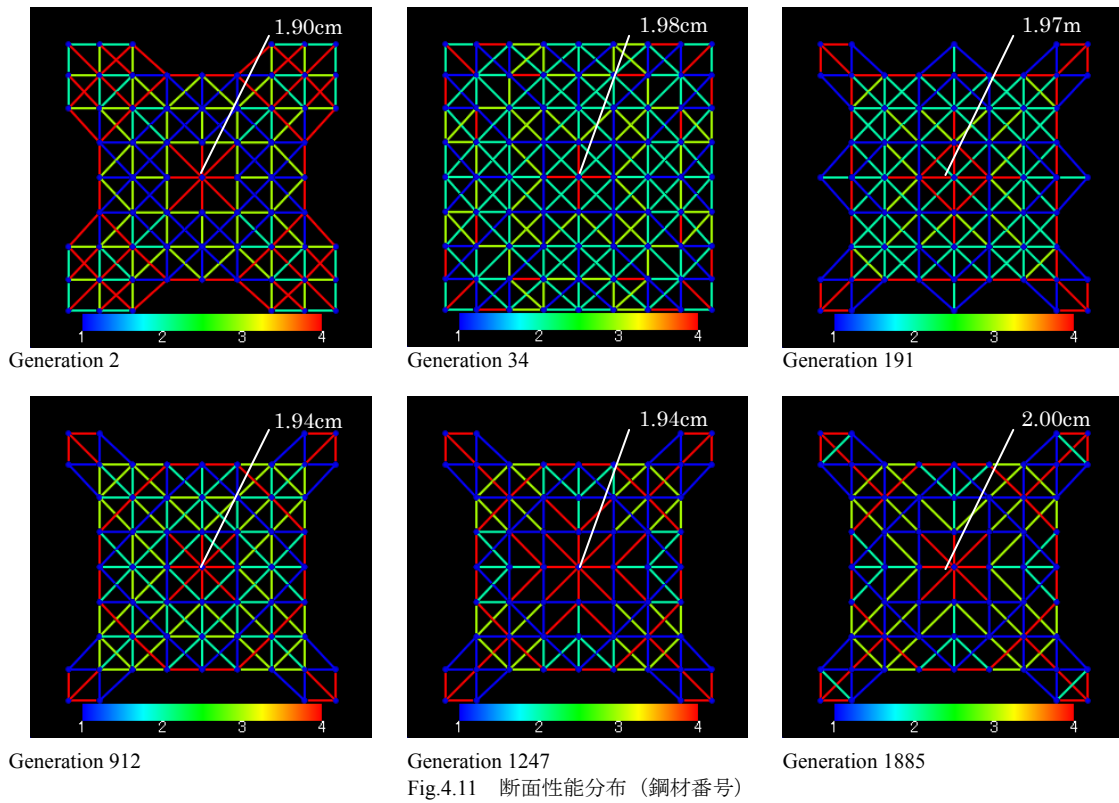 1.90cm
1.98cm
1.97m
1 2 3 4
1 2 3 4
1 2 3 4
Generation 2
Generation 34
Generation 191
1.94cm
1.94cm
2.00cm
1 2 3 4
1 2 3 4
1 2 3 4
Generation 912
Generation 1247
Generation 1885
Fig.4.11 断面性能分布（鋼材番号）